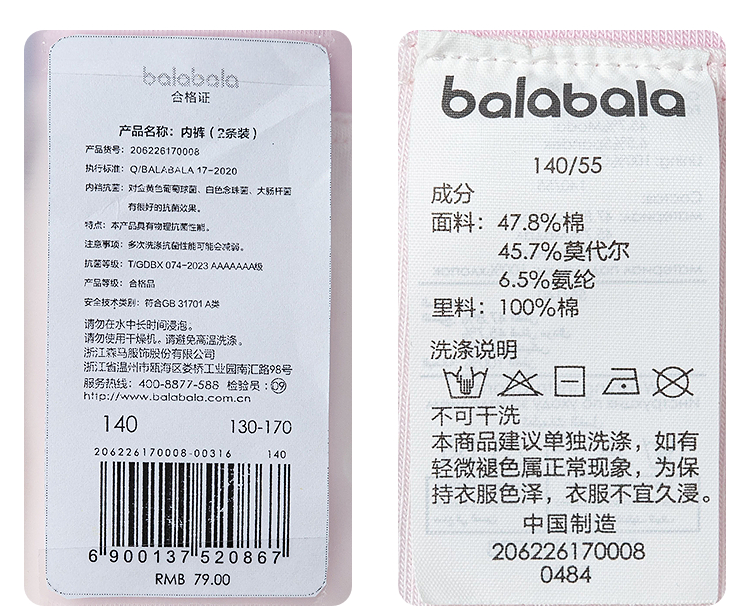 balabala
合格证
产品名称：内裤（2条装）
产品货号：206226170008
执行标准：Q/BALABALA 17-2020
内裆抗菌：对金黄色葡萄球菌、白色念珠菌、大肠杆菌
有很好的抗菌效果。
特点：本产品具有物理抗菌性能。
注意事项：多次洗涤抗菌性能可能会减弱。
抗菌等级：T/GDBX 074-2023 AAAAAAA级
产品等级：合格品
安全技术类别：符合GB 31701 A类
请勿在水中长时间浸泡。
请勿使用干燥机，请避免高温洗涤。
浙江森马服饰股份有限公司
浙江省温州市瓯海区娄桥工业园南汇路98号
服务热线：400-8877-588 检验员：09
http://www.balabala.com.cn
140 130-170
206226170008-00316 140
6 900137 520867
RMB 79.00
balabala
140/55
成分
面料：47.8%棉
45.7%莫代尔
6.5%氨纶
里料：100%棉
洗涤说明
不可干洗
本商品建议单独洗涤，如有
轻微褪色属正常现象，为保
持衣服色泽，衣服不宜久浸。
中国制造
206226170008
0484